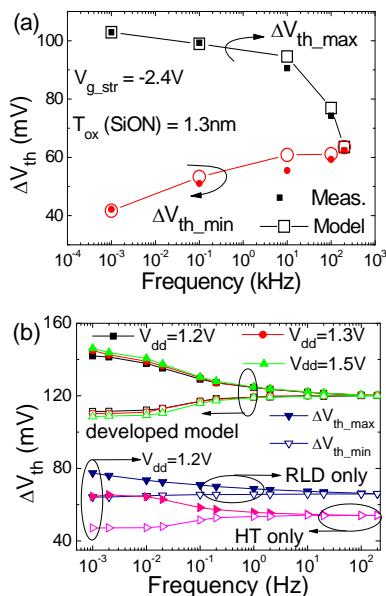 (a)
120
100
80
60
40
ΔV_th (mV)
ΔV_th_max
V_g_str = -2.4V
T_ox (SiON) = 1.3nm
ΔV_th_min
Meas.
Model
10^-4 10^-3 10^-2 10^-1 10^0 10^1 10^2 10^3
Frequency (kHz)
(b)
160
120
80
40
ΔV_th (mV)
V_dd=1.2V
V_dd=1.3V
V_dd=1.5V
developed model
ΔV_th_max
ΔV_th_min
V_dd=1.2V
RLD only
HT only
10^-3 10^-2 10^-1 10^0 10^1 10^2
Frequency (Hz)